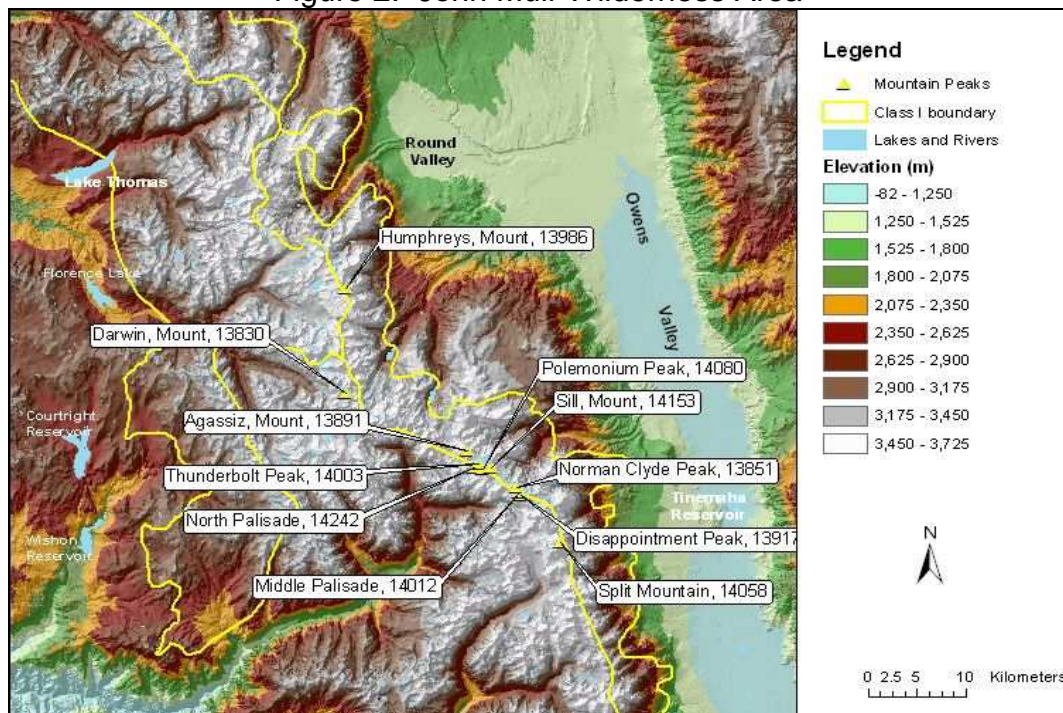 Figure 2. John Muir Wilderness Area
Legend
Mountain Peaks
Class I boundary
Lakes and Rivers
Elevation (m)
-82 - 1,250
1,250 - 1,525
1,525 - 1,800
1,800 - 2,075
2,075 - 2,350
2,350 - 2,625
2,625 - 2,900
2,900 - 3,175
3,175 - 3,450
3,450 - 3,725
N
0 2.5 5 10 Kilometers
Round
Valley
Lake Thomas
Owens
Valley
Humphreys, Mount, 13986
Florence Lake
Darwin, Mount, 13830
Polemonium Peak, 14080
Sill, Mount, 14153
Courtright
Reservoir
Agassiz, Mount, 13891
Thunderbolt Peak, 14003
Norman Clyde Peak, 13851
North Palisade, 14242
Tinemaha
Reservoir
Wishon
Reservoir
Disappointment Peak, 13917
Middle Palisade, 14012
Split Mountain, 14058